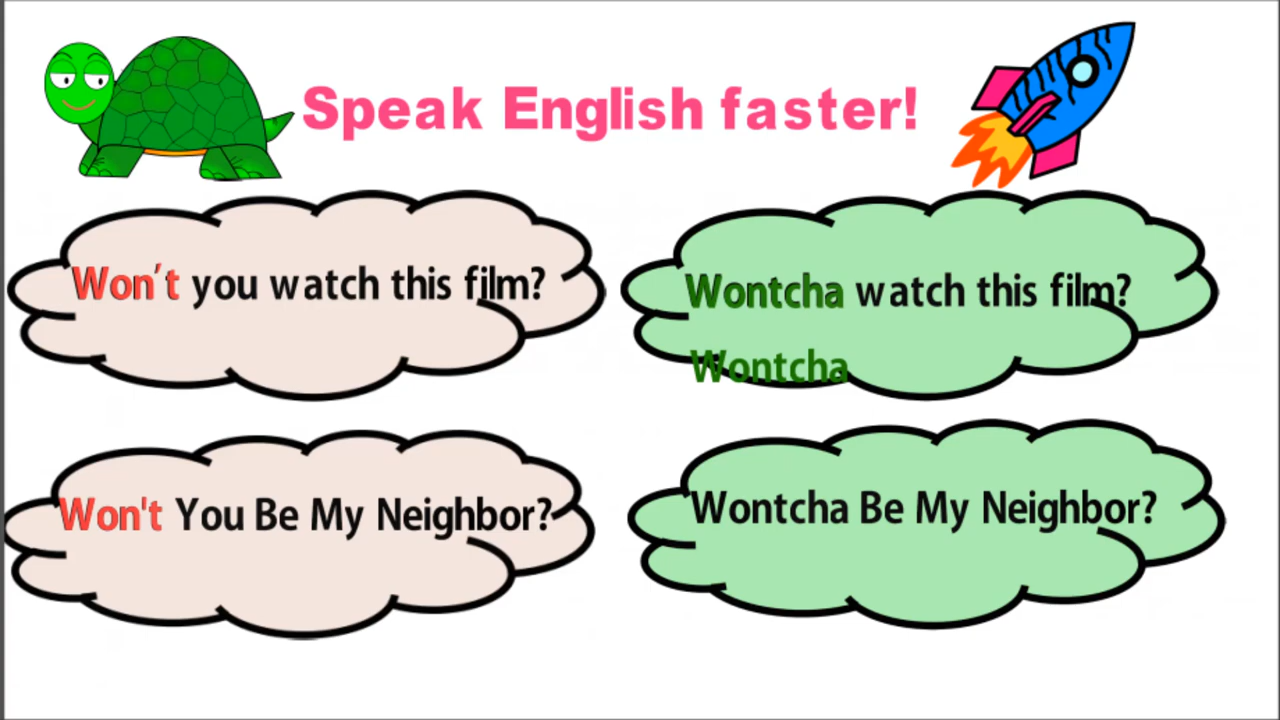 Speak English faster!
Won't you watch this film?
Wontcha watch this film?
Wontcha
Won't You Be My Neighbor?
Wontcha Be My Neighbor?